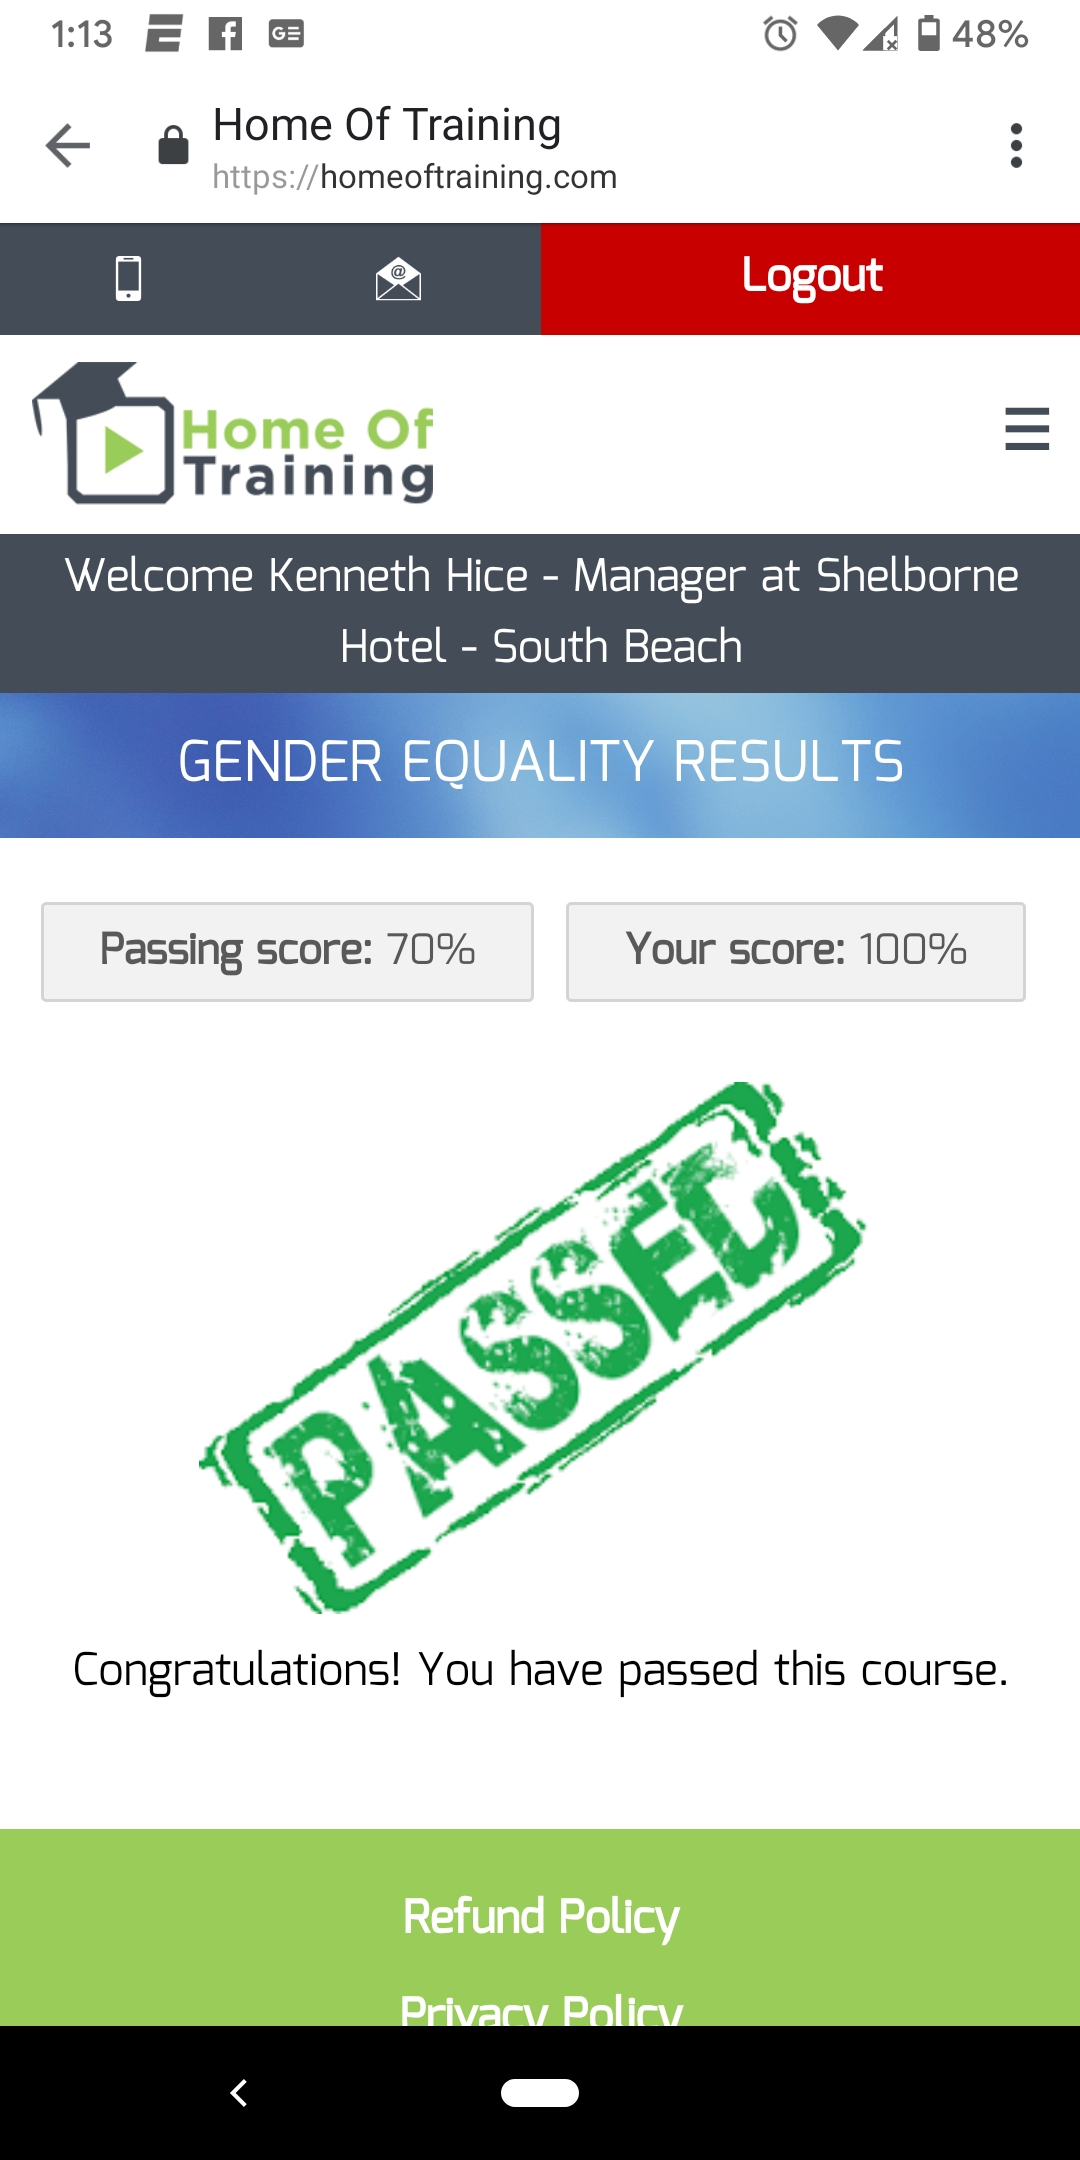 1:13
48%
Home Of Training
https://homeoftraining.com
Logout
Home Of
Training
Welcome Kenneth Hice - Manager at Shelborne
Hotel - South Beach
GENDER EQUALITY RESULTS
Passing score: 70%
Your score: 100%
PASSED
Congratulations! You have passed this course.
Refund Policy
Privacy Policy